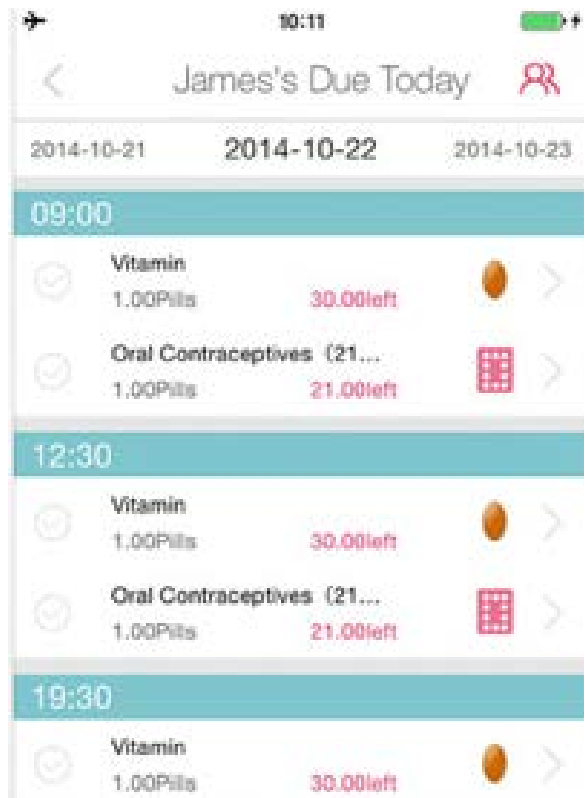 10:11
James's Due Today
2014-10-21 2014-10-22 2014-10-23
09:00
Vitamin
1.00Pills 30.00left
Oral Contraceptives (21...
1.00Pills 21.00left
12:30
Vitamin
1.00Pills 30.00left
Oral Contraceptives (21...
1.00Pills 21.00left
19:30
Vitamin
1.00Pills 30.00left